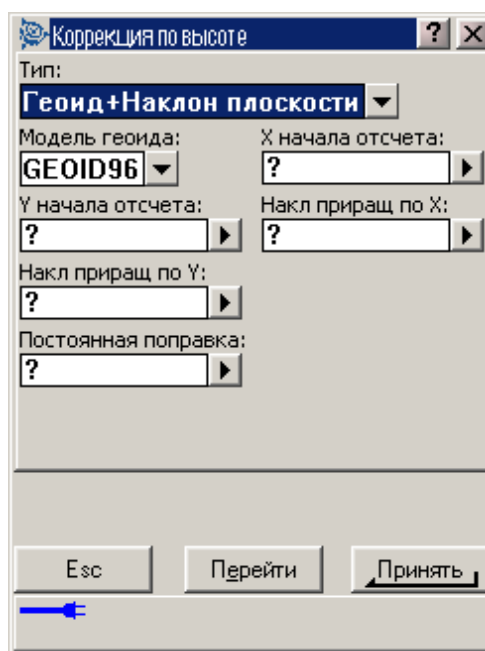 Коррекция по высоте ? X
Тип:
Геоид+Наклон плоскости
Модель геоида: X начала отсчета:
GEOID96 ?
Y начала отсчета: Накл приращ по X:
? ?
Накл приращ по Y:
?
Постоянная поправка:
?
Esc Перейти Принять